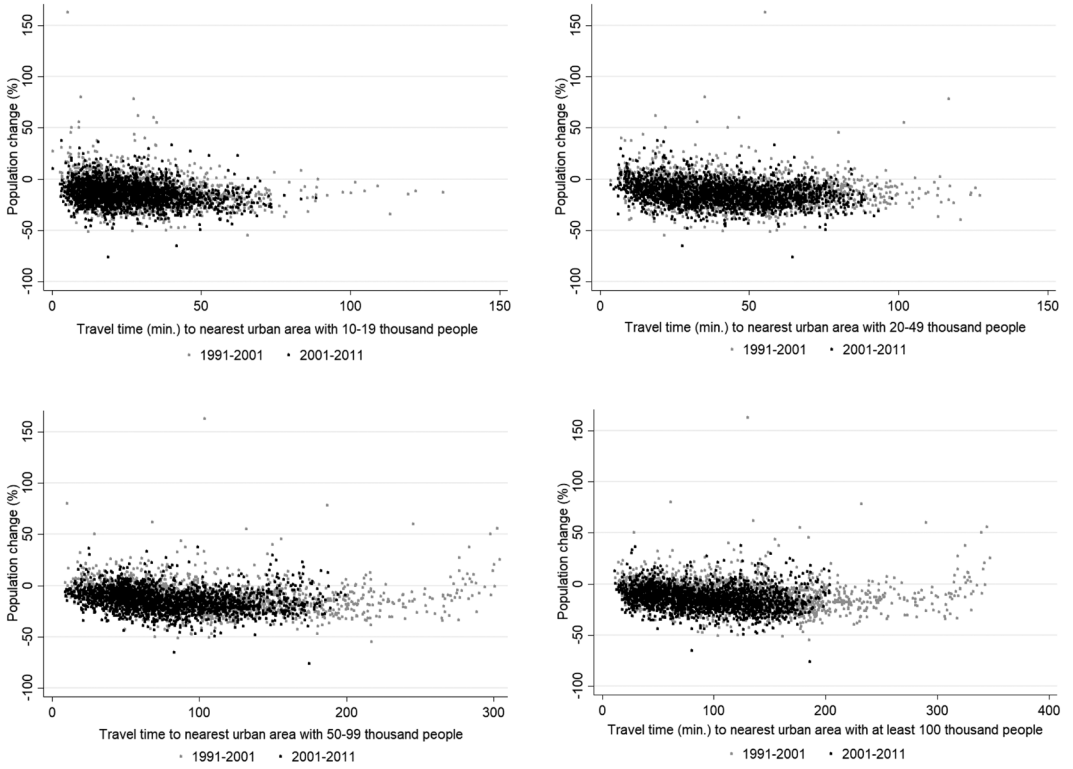 Population change (%)
150
100
50
0
-50
-100
0 50 100 150
Travel time (min.) to nearest urban area with 10-19 thousand people
1991-2001 2001-2011
Population change (%)
150
100
50
0
-50
-100
0 50 100 150
Travel time (min.) to nearest urban area with 20-49 thousand people
1991-2001 2001-2011
Population change (%)
150
100
50
0
-50
-100
0 100 200 300
Travel time to nearest urban area with 50-99 thousand people
1991-2001 2001-2011
Population change (%)
150
100
50
0
-50
-100
0 100 200 300 400
Travel time (min.) to nearest urban area with at least 100 thousand people
1991-2001 2001-2011